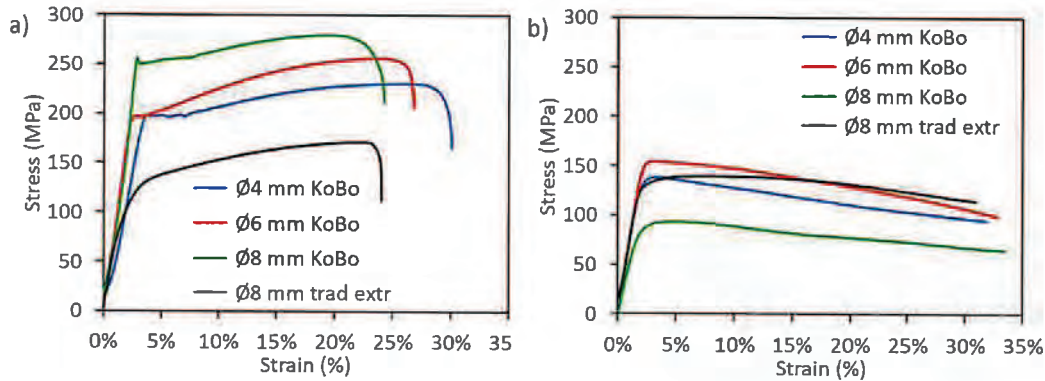 a)
300
250
200
150
100
50
0
Stress (MPa)
Ø4 mm KoBo
Ø6 mm KoBo
Ø8 mm KoBo
Ø8 mm trad extr
0% 5% 10% 15% 20% 25% 30% 35
Strain (%)
b)
300
250
200
150
100
50
0
Stress (MPa)
Ø4 mm KoBo
Ø6 mm KoBo
Ø8 mm KoBo
Ø8 mm trad extr
0% 5% 10% 15% 20% 25% 30% 35%
Strain (%)